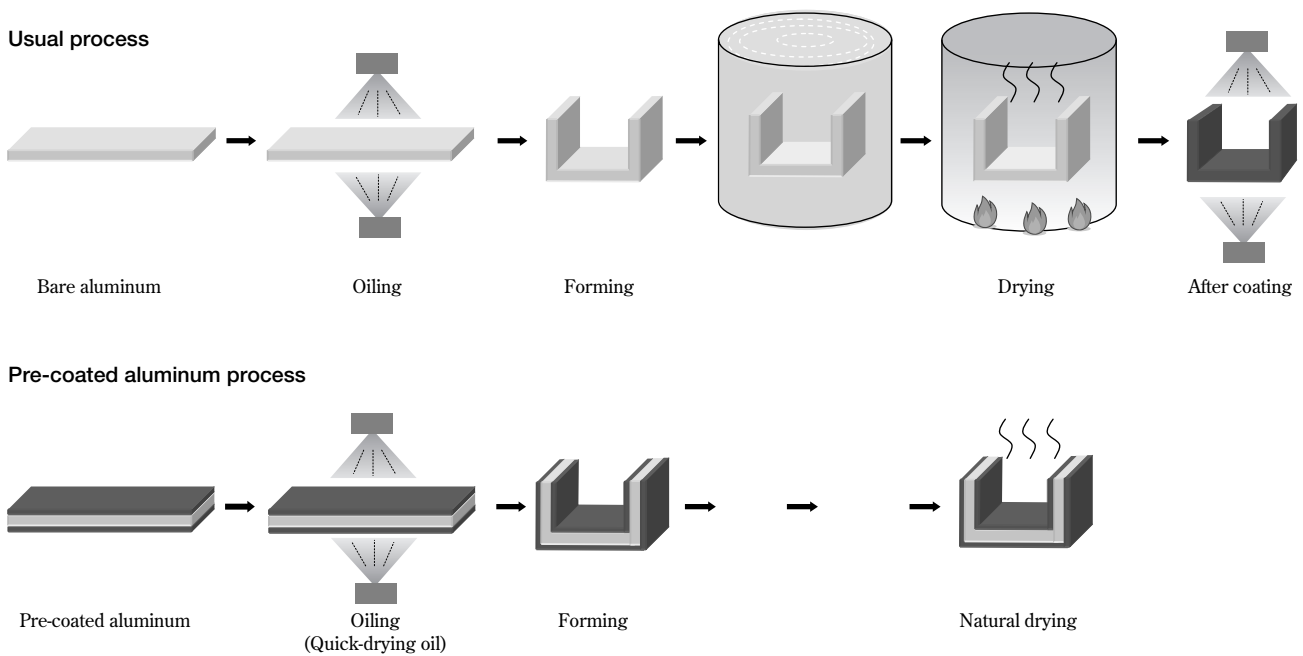 Usual process
Bare aluminum
Oiling
Forming
Drying
After coating
Pre-coated aluminum process
Pre-coated aluminum
Oiling
(Quick-drying oil)
Forming
Natural drying